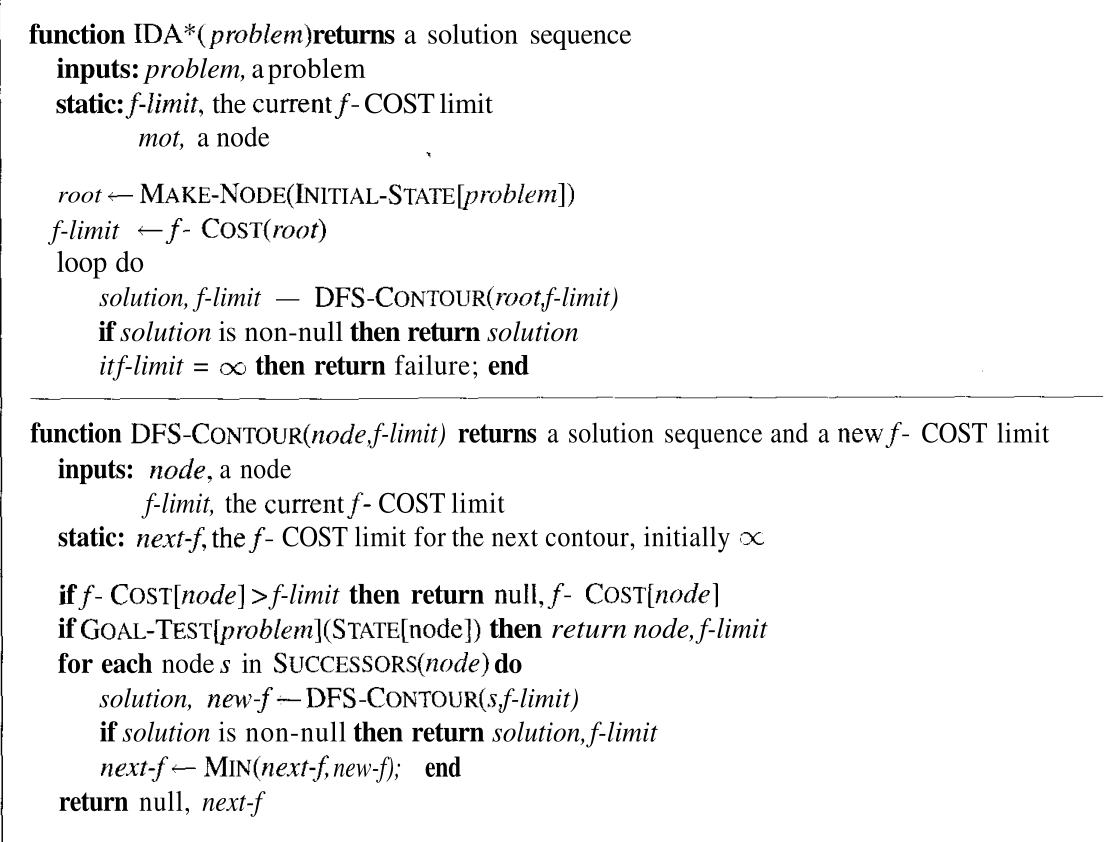 function IDA*(problem)returns a solution sequence
inputs: problem, a problem
static: f-limit, the current f- COST limit
mot, a node
root ← MAKE-NODE(INITIAL-STATE[problem])
f-limit ← f- COST(root)
loop do
solution, f-limit — DFS-CONTOUR(root,f-limit)
if solution is non-null then return solution
itf-limit = ∞ then return failure; end
function DFS-CONTOUR(node,f-limit) returns a solution sequence and a new f- COST limit
inputs: node, a node
f-limit, the current f- COST limit
static: next-f, the f- COST limit for the next contour, initially ∞
if f- COST[node] > f-limit then return null, f- COST[node]
if GOAL-TEST[problem](STATE[node]) then return node, f-limit
for each node s in SUCCESSORS(node) do
solution, new-f ← DFS-CONTOUR(s,f-limit)
if solution is non-null then return solution, f-limit
next-f ← MIN(next-f, new-f); end
return null, next-f